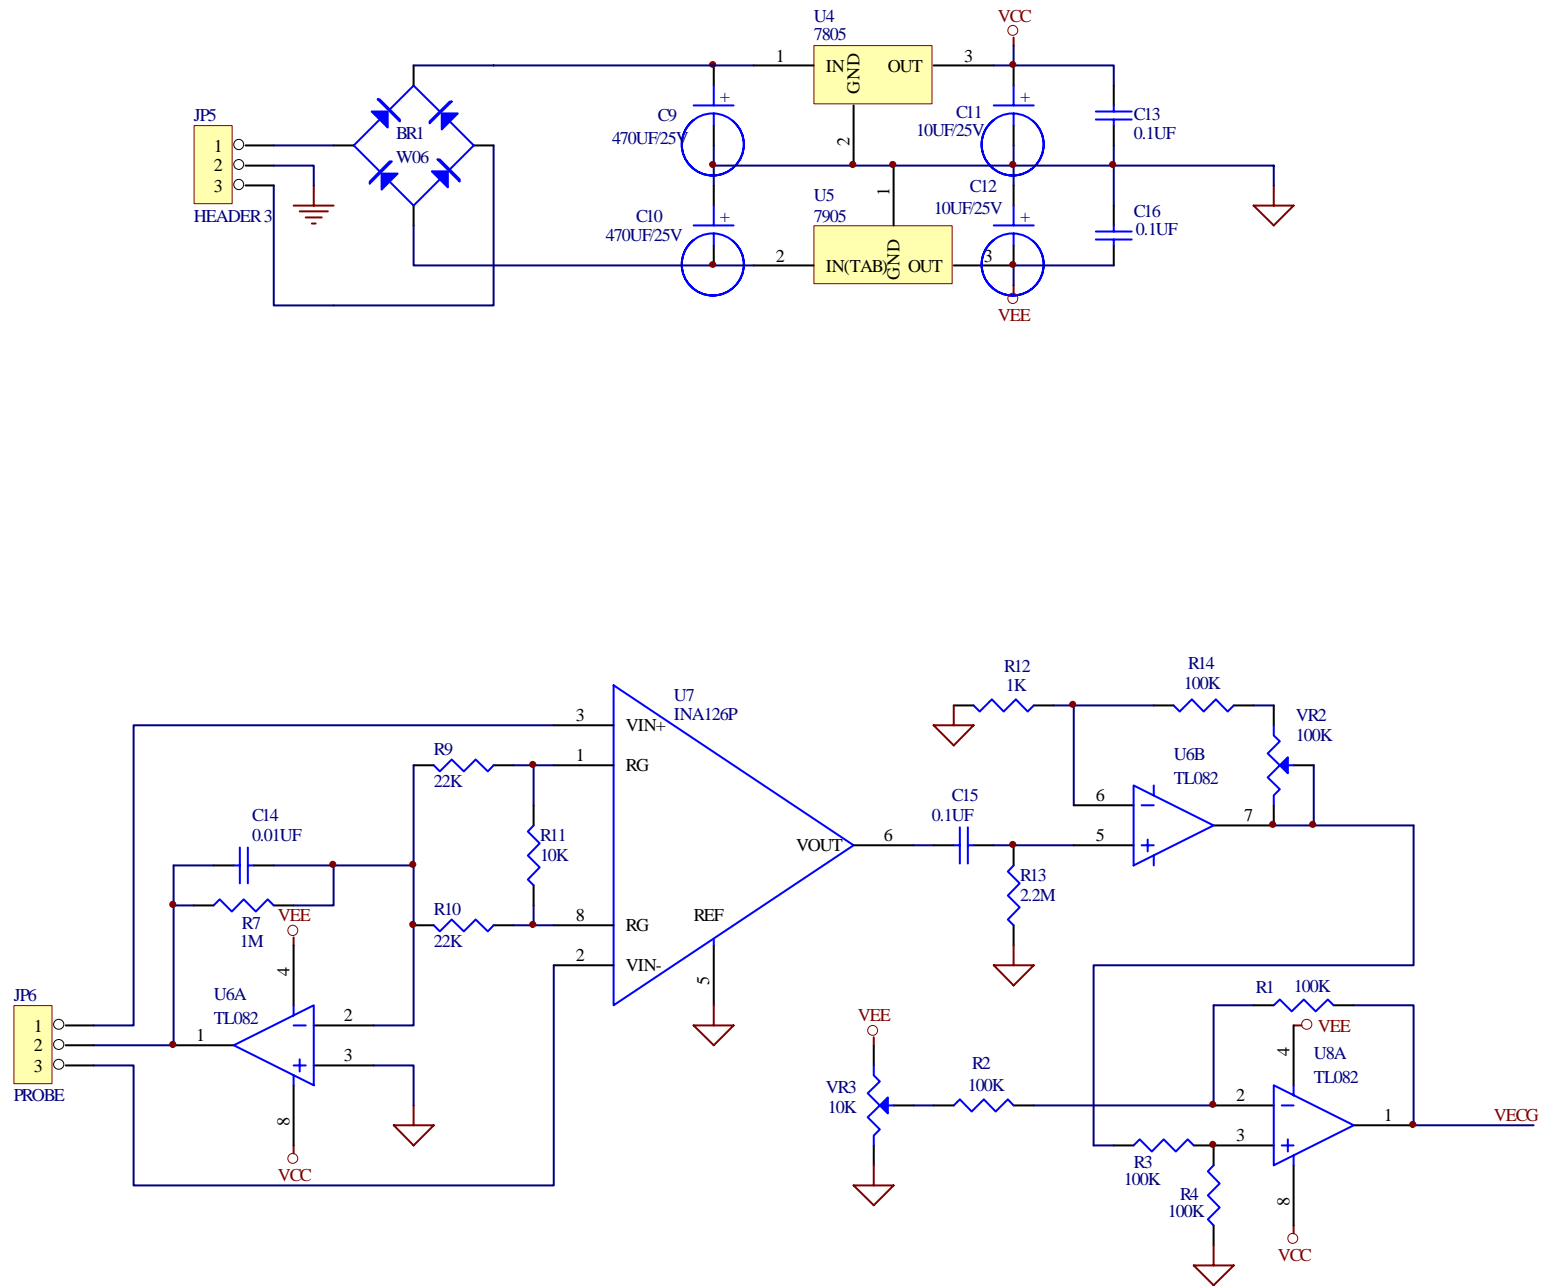 U4
7805
VCC
1
IN
GND
OUT
3
2
JP5
1
2
3
HEADER 3
BR1
W06
C9
470UF/25V
+
C11
10UF/25V
+
C13
0.1UF
C10
470UF/25V
+
U5
7905
1
2
IN(TAB)
GND
OUT
3
C12
10UF/25V
+
C16
0.1UF
VEE
U7
INA126P
3
VIN+
1
RG
8
RG
2
VIN-
VOUT
6
REF
5
R9
22K
R11
10K
R10
22K
C14
0.01UF
R7
1M
VEE
4
U6A
TL082
1
2
3
8
VCC
JP6
1
2
3
PROBE
C15
0.1UF
R13
2.2M
R12
1K
R14
100K
VR2
100K
U6B
TL082
6
5
7
VEE
VR3
10K
R2
100K
R1 100K
4
VEE
U8A
TL082
2
3
1
VECG
R3
100K
R4
100K
8
VCC